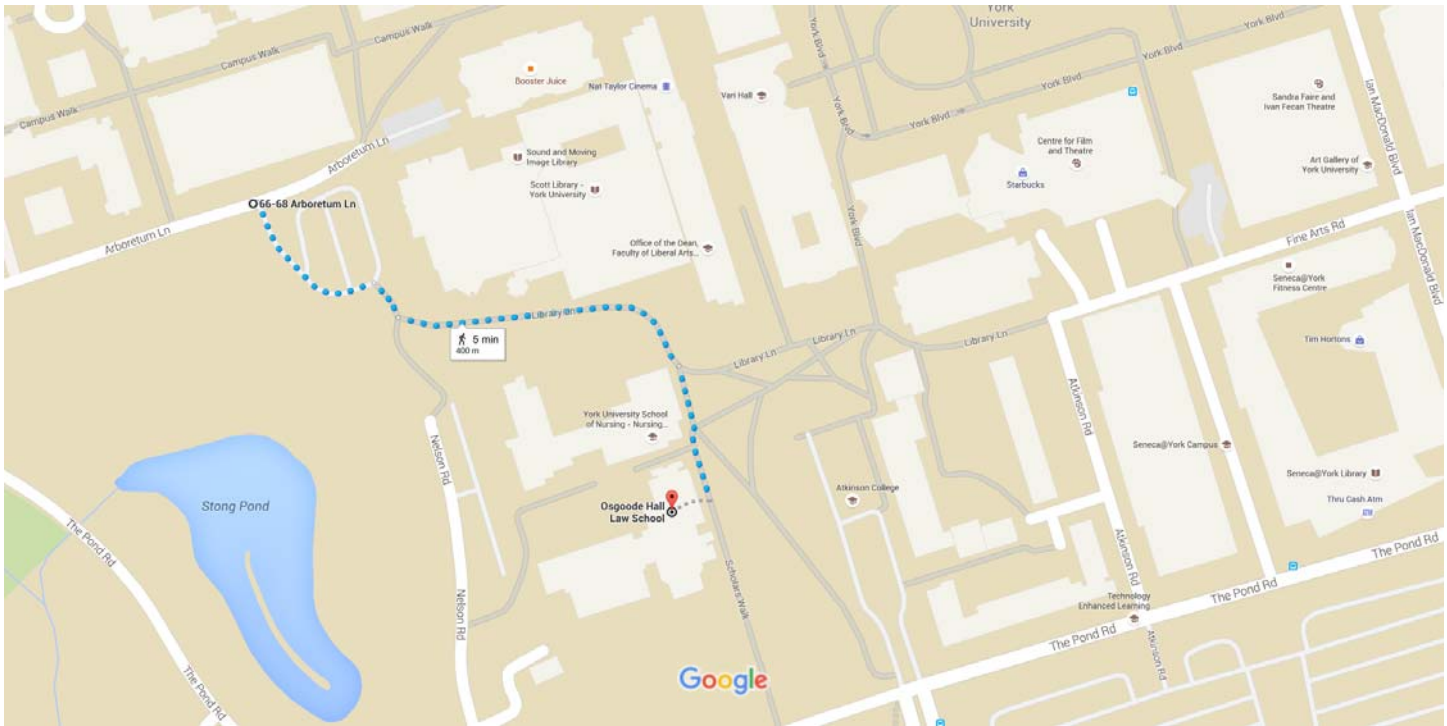 York
University
Campus Walk
Campus Walk
Campus Walk
York Blvd
York Blvd
York Blvd
York Blvd
York Blvd
Ian MacDonald Blvd
Ian MacDonald Blvd
Booster Juice
Nat Taylor Cinema
Vari Hall
Sandra Faire and
Ivan Fecan Theatre
Centre for Film
and Theatre
Starbucks
Art Gallery of
York University
Arboretum Ln
Sound and Moving
Image Library
Scott Library -
York University
66-68 Arboretum Ln
Arboretum Ln
Office of the Dean,
Faculty of Liberal Arts...
Fine Arts Rd
Seneca@York
Fitness Centre
Library Ln
5 min
400 m
Library Ln
Library Ln
Library Ln
Tim Hortons
Atkinson Rd
York University School
of Nursing - Nursing...
Nelson Rd
Seneca@York Campus
Seneca@York Library
Thru Cash Atm
Atkinson College
Stong Pond
Osgoode Hall
Law School
The Pond Rd
Atkinson Rd
The Pond Rd
Scholars Walk
Nelson Rd
Technology
Enhanced Learning
The Pond Rd
The Pond Rd
Atkinson Rd
The Pond Rd
Google